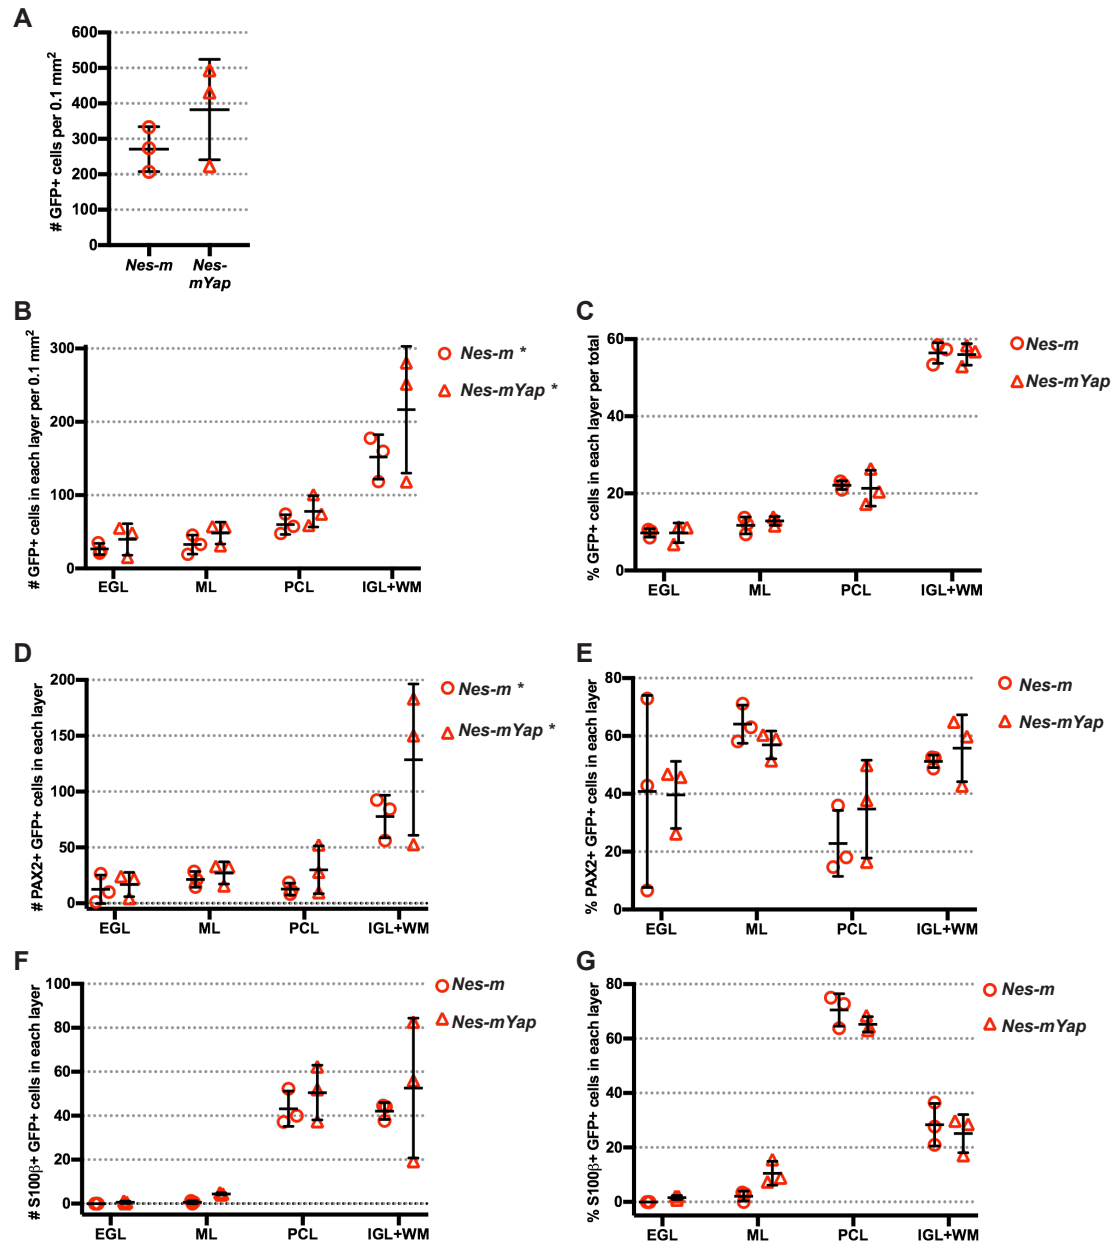 A
# GFP+ cells per 0.1 mm²
600
500
400
300
200
100
0
Nes-m
Nes-
mYap
B
# GFP+ cells in each layer per 0.1 mm²
300
200
100
0
EGL ML PCL IGL+WM
Nes-m *
Nes-mYap *
C
% GFP+ cells in each layer per total
60
40
20
0
EGL ML PCL IGL+WM
Nes-m
Nes-mYap
D
# PAX2+ GFP+ cells in each layer
200
150
100
50
0
EGL ML PCL IGL+WM
Nes-m *
Nes-mYap *
E
% PAX2+ GFP+ cells in each layer
80
60
40
20
0
EGL ML PCL IGL+WM
Nes-m
Nes-mYap
F
# S100β+ GFP+ cells in each layer
100
80
60
40
20
0
EGL ML PCL IGL+WM
Nes-m
Nes-mYap
G
% S100β+ GFP+ cells in each layer
80
60
40
20
0
EGL ML PCL IGL+WM
Nes-m
Nes-mYap